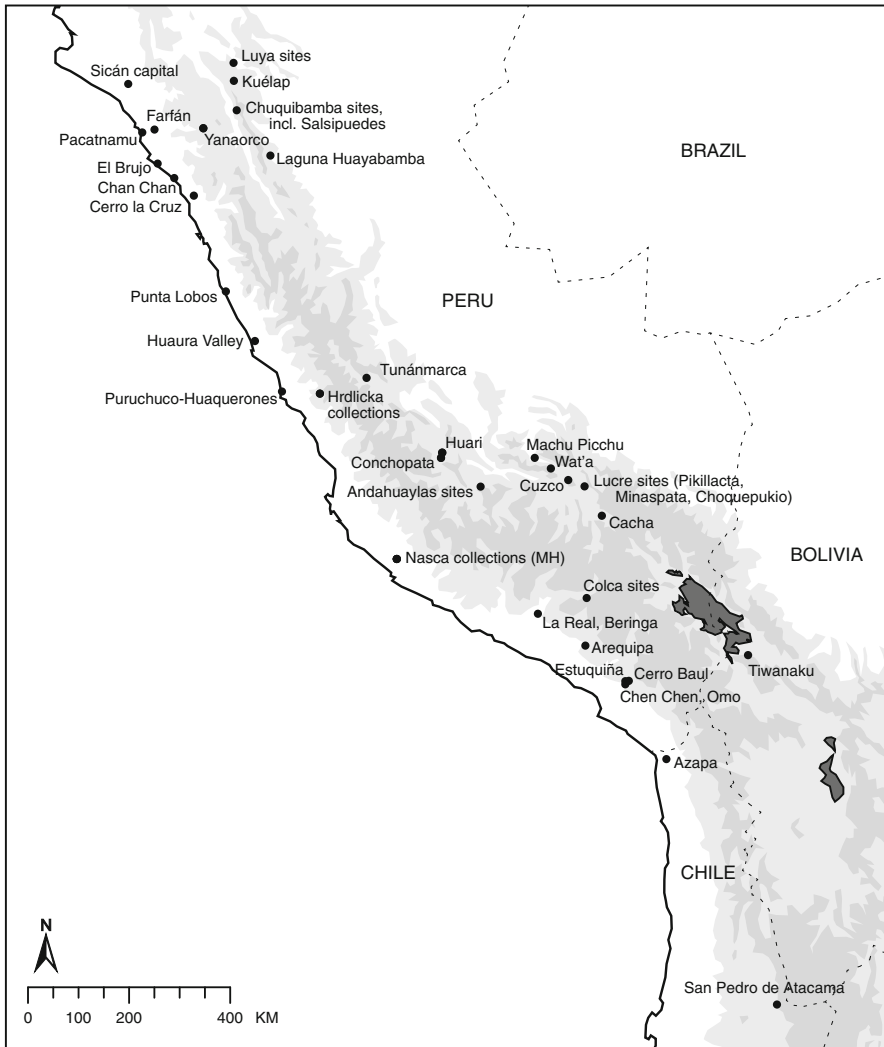 Luya sites
Sicán capital
Kuélap
Chuquibamba sites,
incl. Salsipuedes
Farfán
Pacatnamu
Yanaorco
Laguna Huayabamba
BRAZIL
El Brujo
Chan Chan
Cerro la Cruz
Punta Lobos
PERU
Huaura Valley
Tunánmarca
Puruchuco-Huaquerones
Hrdlicka
collections
Huari
Conchopata
Machu Picchu
Wat'a
Andahuaylas sites
Cuzco
Lucre sites (Pikillacta,
Minaspata, Choquepukio)
Cacha
Nasca collections (MH)
BOLIVIA
Colca sites
La Real, Beringa
Arequipa
Tiwanaku
Estuquiña
Cerro Baul
Chen Chen, Omo
Azapa
CHILE
N
San Pedro de Atacama
0 100 200 400 KM